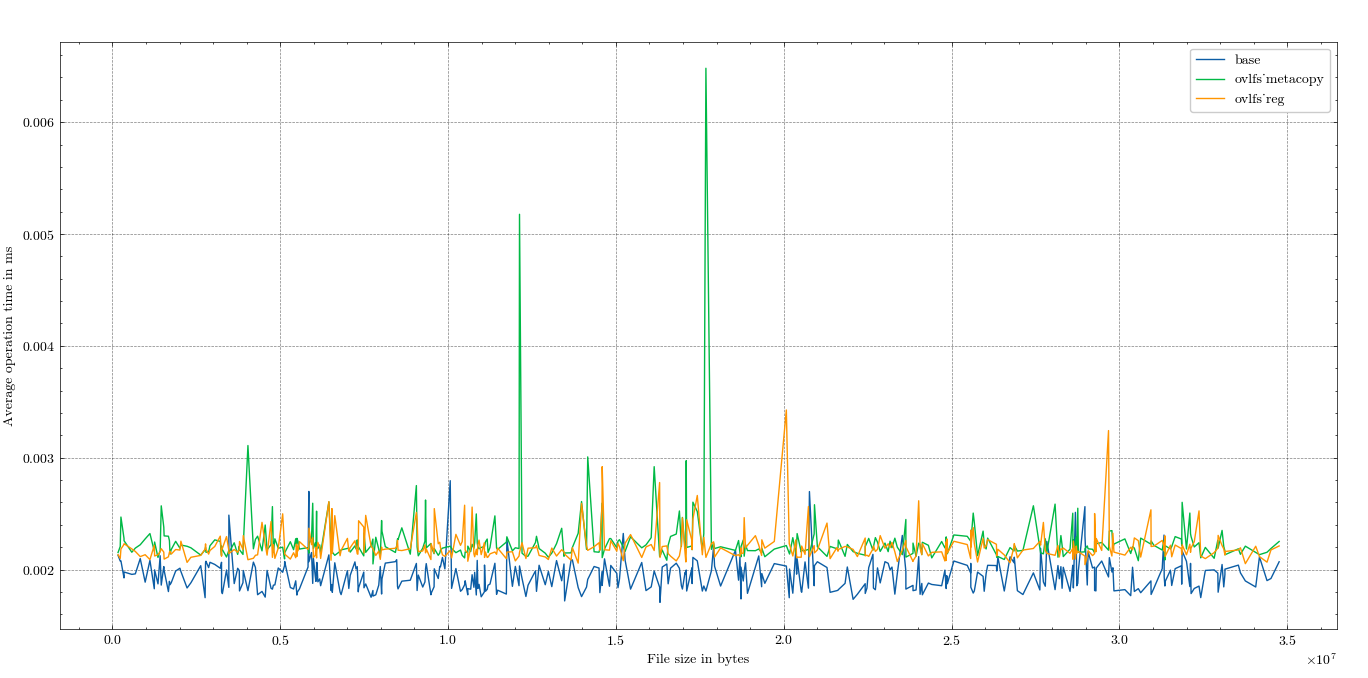 base
ovlfs˙metacopy
ovlfs˙reg
0.006
0.005
0.004
0.003
0.002
Average operation time in ms
0.0 0.5 1.0 1.5 2.0 2.5 3.0 3.5
File size in bytes
×10⁷